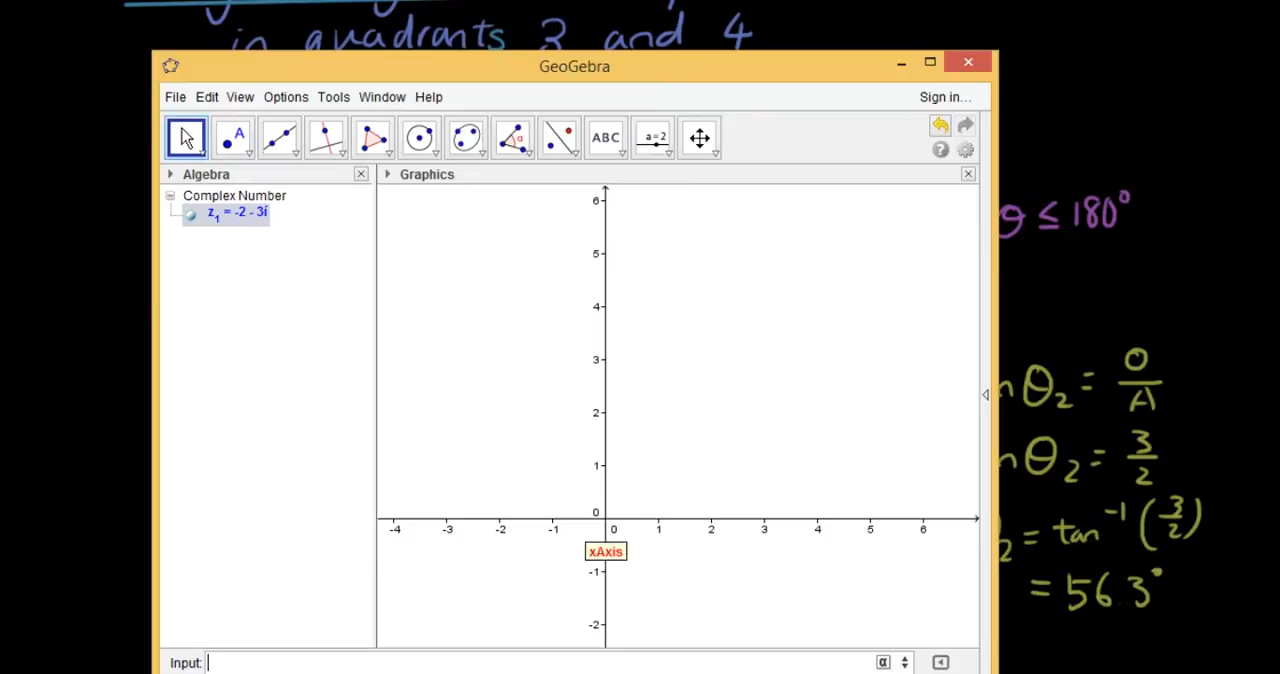 in quadrants 3 and 4
GeoGebra
File Edit View Options Tools Window Help Sign in...
A α ABC a=2
Algebra Graphics
Complex Number
z₁ = -2 - 3i
6
5
4
3
2
1
0
-4 -3 -2 -1 0 1 2 3 4 5 6
xAxis
-1
-2
Input: α
θ ≤ 180°
n θ₂ = O/A
n θ₂ = 3/2
₂ = tan⁻¹ (3/2)
= 56.3°